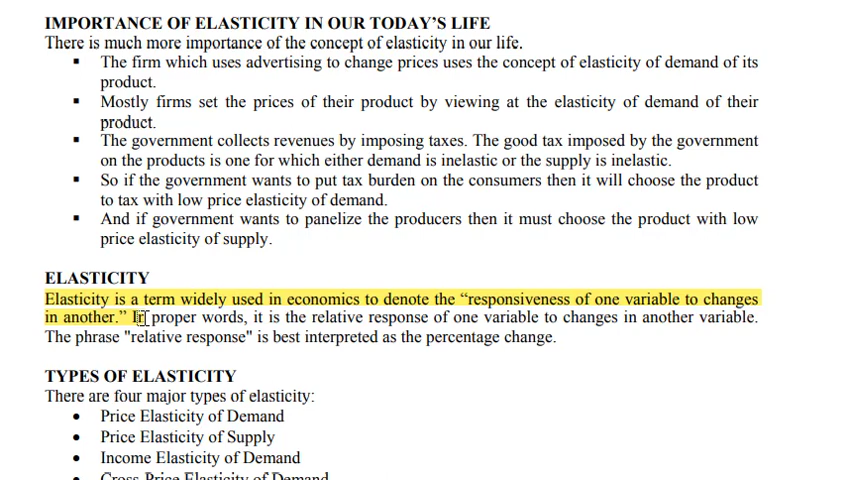 IMPORTANCE OF ELASTICITY IN OUR TODAY'S LIFE
There is much more importance of the concept of elasticity in our life.
▪ The firm which uses advertising to change prices uses the concept of elasticity of demand of its
product.
▪ Mostly firms set the prices of their product by viewing at the elasticity of demand of their
product.
▪ The government collects revenues by imposing taxes. The good tax imposed by the government
on the products is one for which either demand is inelastic or the supply is inelastic.
▪ So if the government wants to put tax burden on the consumers then it will choose the product
to tax with low price elasticity of demand.
▪ And if government wants to panelize the producers then it must choose the product with low
price elasticity of supply.
ELASTICITY
Elasticity is a term widely used in economics to denote the “responsiveness of one variable to changes
in another.” In proper words, it is the relative response of one variable to changes in another variable.
The phrase "relative response" is best interpreted as the percentage change.
TYPES OF ELASTICITY
There are four major types of elasticity:
• Price Elasticity of Demand
• Price Elasticity of Supply
• Income Elasticity of Demand
• Cross Price Elasticity of Demand